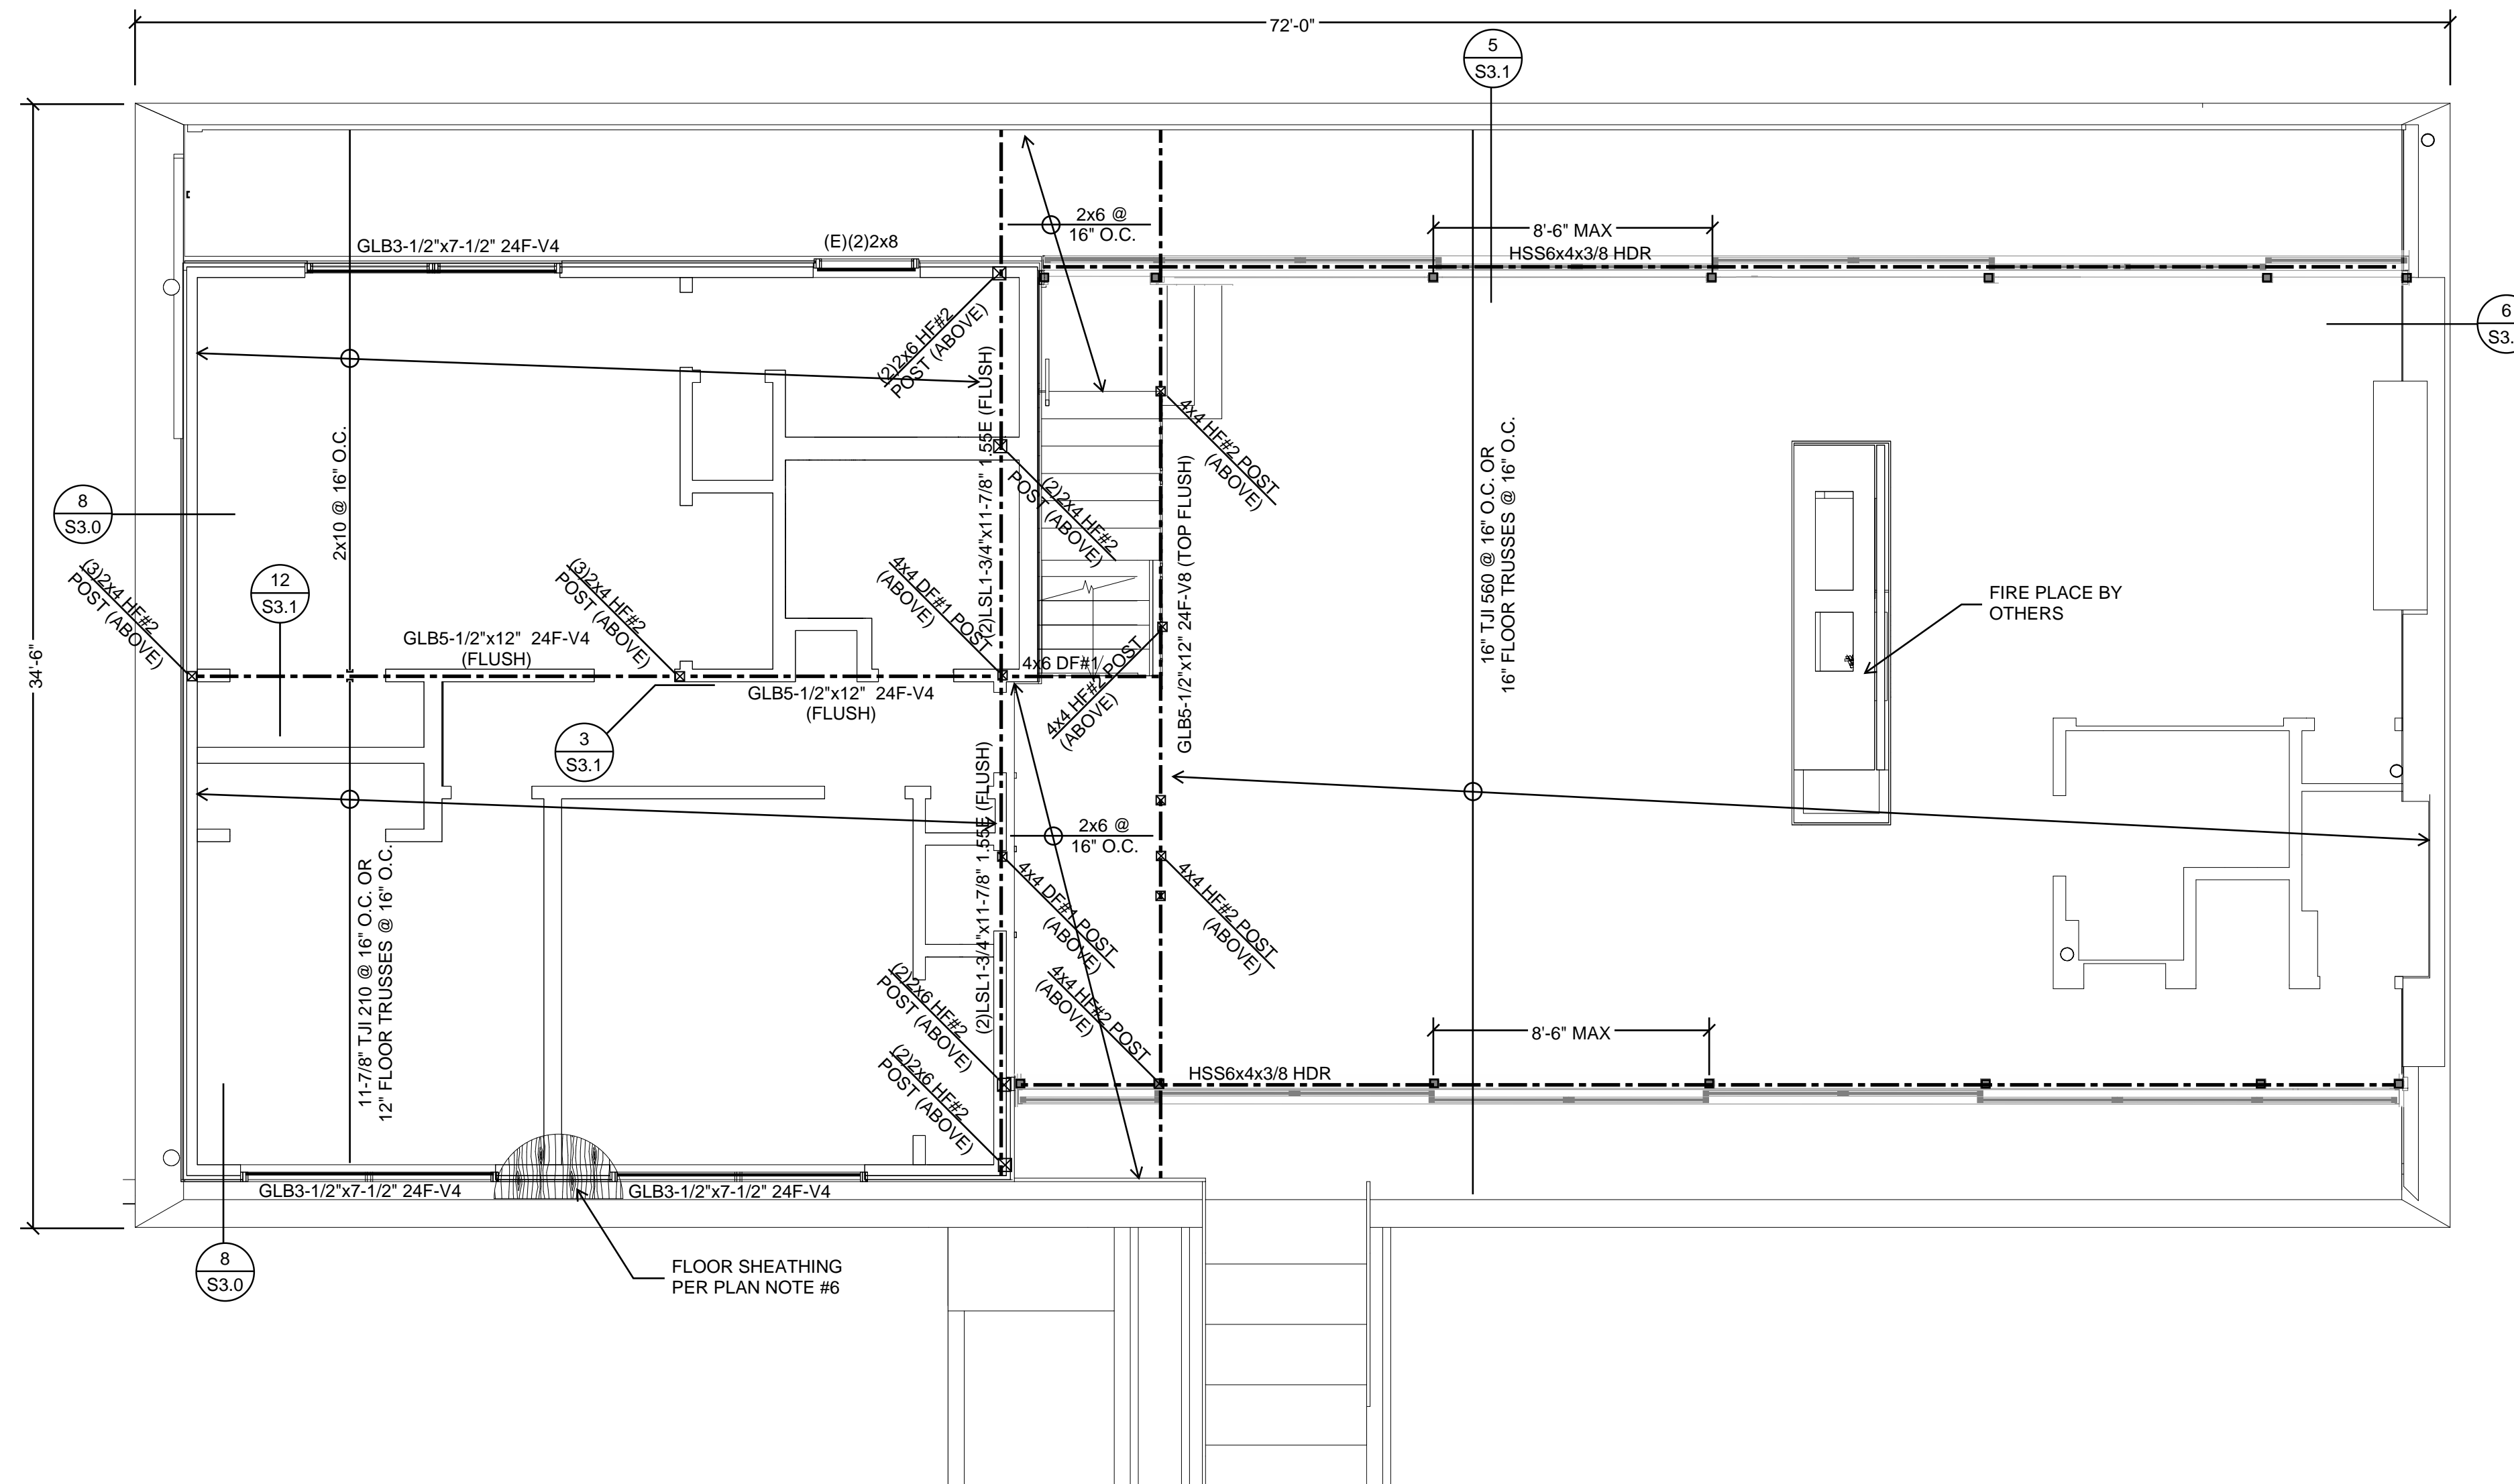 72'-0"
5
S3.1
34'-6"
GLB3-1/2"x7-1/2" 24F-V4
(E)(2)2x8
2x6 @
16" O.C.
8'-6" MAX
HSS6x4x3/8 HDR
6
S3.
(2)2x6 HF#2
POST (ABOVE)
(2)LSL1-3/4"x11-7/8" 1.55E (FLUSH)
2x10 @ 16" O.C.
8
S3.0
4x4 HF#2 POST
(ABOVE)
(2)2x4 HF#2
POST (ABOVE)
GLB5-1/2"x12" 24F-V8 (TOP FLUSH)
16" TJI 560 @ 16" O.C. OR
16" FLOOR TRUSSES @ 16" O.C.
12
S3.1
(3)2x4 HF#2
POST (ABOVE)
(3)2x4 HF#2
POST (ABOVE)
4x4 DF#1 POST
(ABOVE)
FIRE PLACE BY
OTHERS
GLB5-1/2"x12" 24F-V4
(FLUSH)
4x6 DF#1
GLB5-1/2"x12" 24F-V4
(FLUSH)
4x4 HF#2 POST
(ABOVE)
3
S3.1
2x6 @
16" O.C.
(2)LSL1-3/4"x11-7/8" 1.55E (FLUSH)
11-7/8" TJI 210 @ 16" O.C. OR
12" FLOOR TRUSSES @ 16" O.C.
4x4 DF#1 POST
(ABOVE)
4x4 HF#2 POST
(ABOVE)
(2)2x6 HF#2
POST (ABOVE)
4x4 HF#2 POST
(ABOVE)
(2)2x6 HF#2
POST (ABOVE)
8'-6" MAX
HSS6x4x3/8 HDR
GLB3-1/2"x7-1/2" 24F-V4
GLB3-1/2"x7-1/2" 24F-V4
8
S3.0
FLOOR SHEATHING
PER PLAN NOTE #6